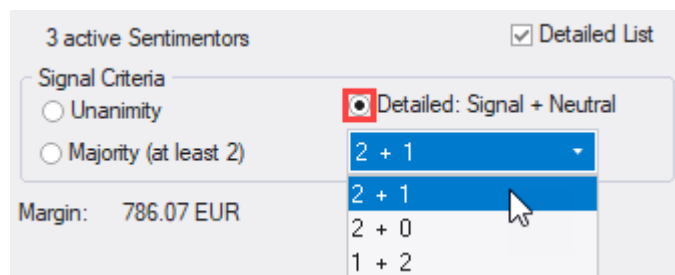 3 active Sentimentors
Detailed List
Signal Criteria
Unanimity
Detailed: Signal + Neutral
Majority (at least 2)
2 + 1
2 + 1
Margin: 786.07 EUR
2 + 0
1 + 2